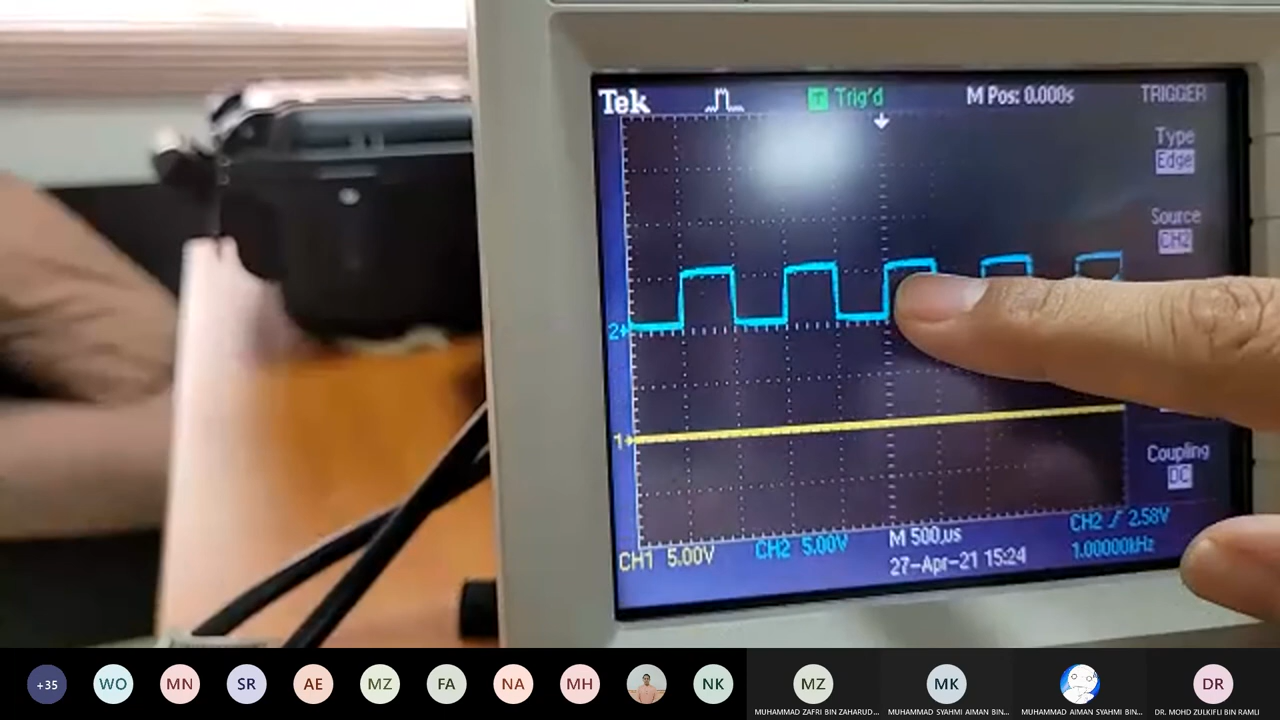 Tek T Trig'd M Pos: 0.000s TRIGGER
Type
Edge
Source
CH2
2
1
Coupling
DC
CH1 5.00V CH2 5.00V M 500µs CH2 2.58V
27-Apr-21 15:24 1.00000kHz
+35 WO MN SR AE MZ FA NA MH NK MZ MK DR
MUHAMMAD ZAFRI BIN ZAHARUD... MUHAMMAD SYAHMI AIMAN BIN... MUHAMMAD AIMAN SYAHMI BIN... DR. MOHD ZULKIFLI BIN RAMLI